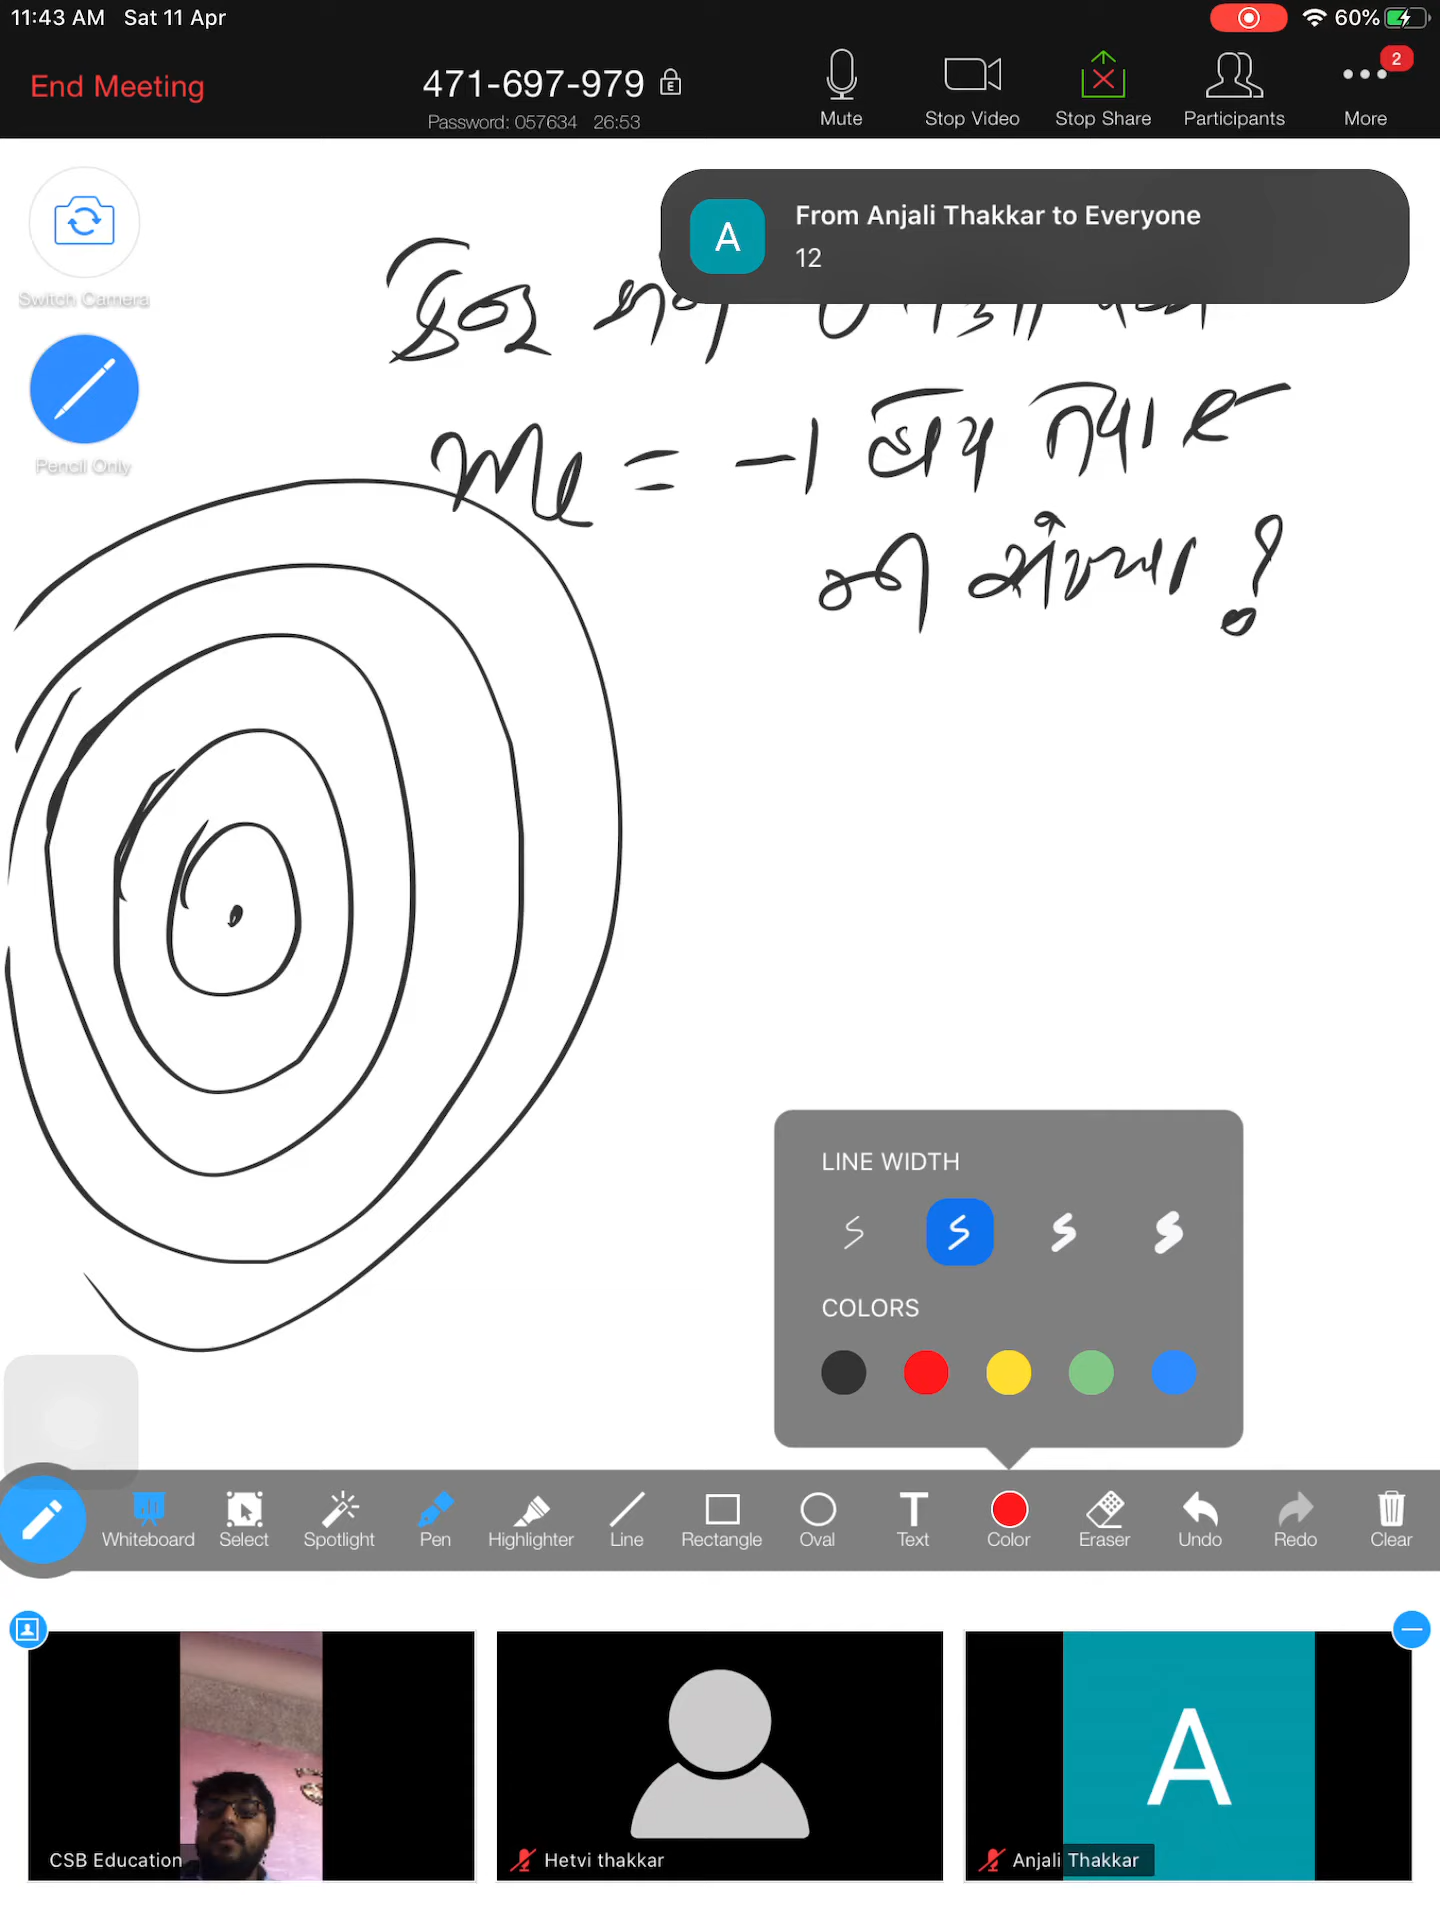 11:43 AM Sat 11 Apr
60%
End Meeting
471-697-979
Password: 057634 26:53
Mute
Stop Video
Stop Share
Participants
More
2
Switch Camera
Pencil Only
A
From Anjali Thakkar to Everyone
12
= -1
?
LINE WIDTH
COLORS
Whiteboard
Select
Spotlight
Pen
Highlighter
Line
Rectangle
Oval
T
Text
Color
Eraser
Undo
Redo
Clear
CSB Education
Hetvi thakkar
A
Anjali Thakkar